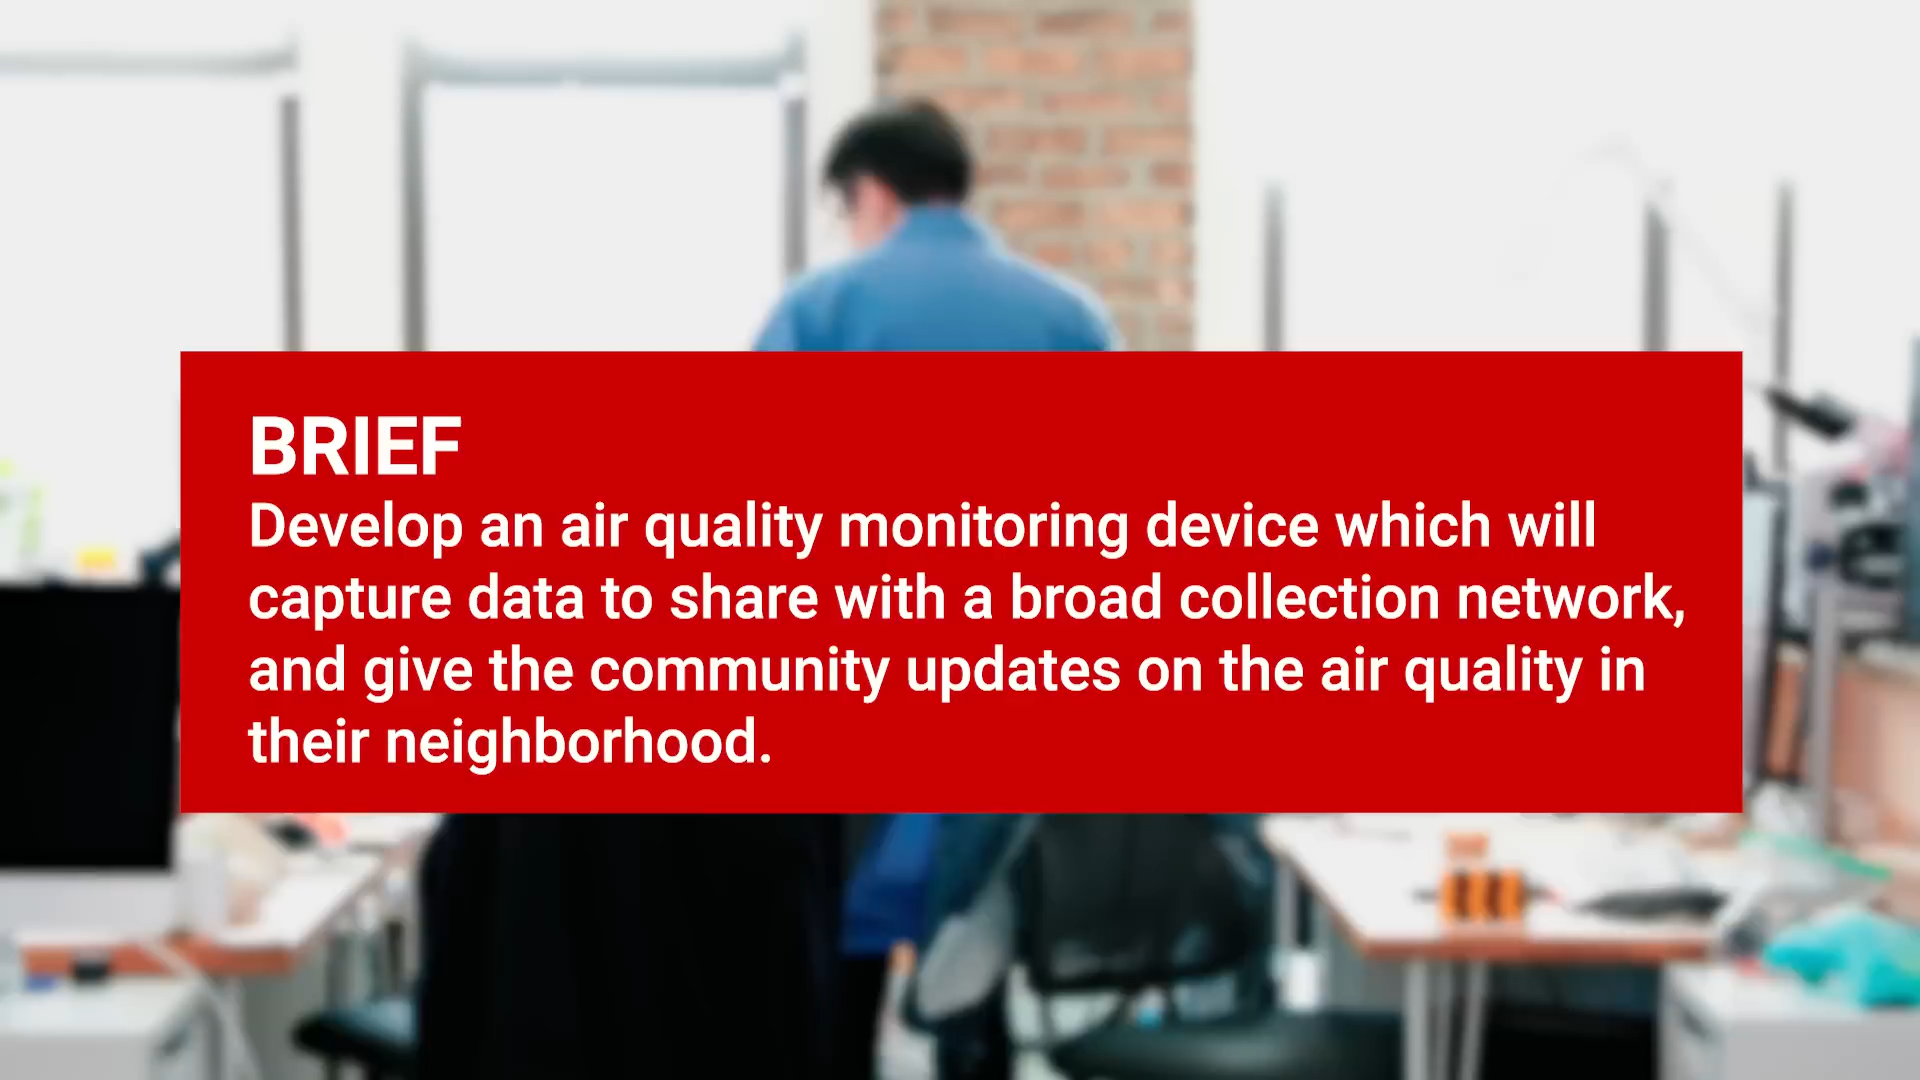 BRIEF
Develop an air quality monitoring device which will
capture data to share with a broad collection network,
and give the community updates on the air quality in
their neighborhood.